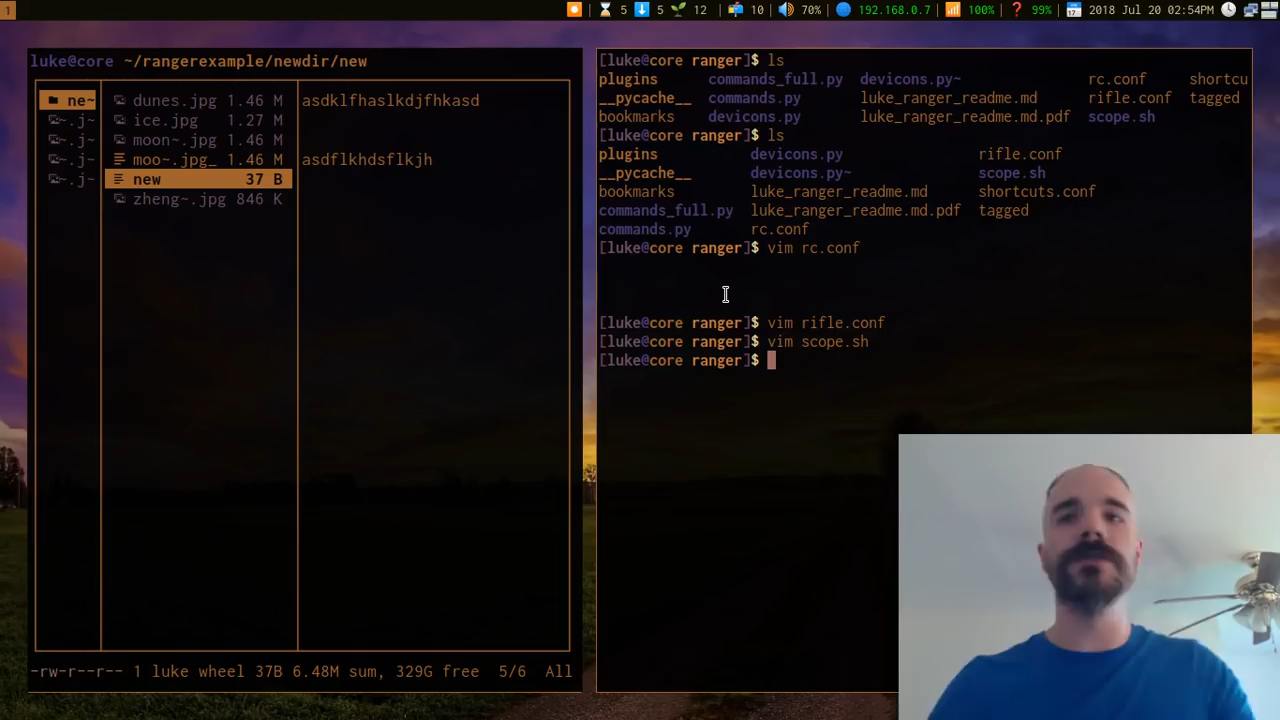 1
5 5 12 10 70% 192.168.0.7 100% ? 99% 2018 Jul 20 02:54PM
luke@core ~/rangerexample/newdir/new
ne~ dunes.jpg 1.46 M asdklfhaslkdjfhkasd
~.j~ ice.jpg 1.27 M
~.j~ moon~.jpg 1.46 M
~.j~ moo~.jpg_ 1.46 M asdflkhdsflkjh
~.j~ new 37 B
zheng~.jpg 846 K
-rw-r--r-- 1 luke wheel 37B 6.48M sum, 329G free 5/6 All
[luke@core ranger]$ ls
plugins commands_full.py devicons.py~ rc.conf shortcu
__pycache__ commands.py luke_ranger_readme.md rifle.conf tagged
bookmarks devicons.py luke_ranger_readme.md.pdf scope.sh
[luke@core ranger]$ ls
plugins devicons.py rifle.conf
__pycache__ devicons.py~ scope.sh
bookmarks luke_ranger_readme.md shortcuts.conf
commands_full.py luke_ranger_readme.md.pdf tagged
commands.py rc.conf
[luke@core ranger]$ vim rc.conf
[luke@core ranger]$ vim rifle.conf
[luke@core ranger]$ vim scope.sh
[luke@core ranger]$